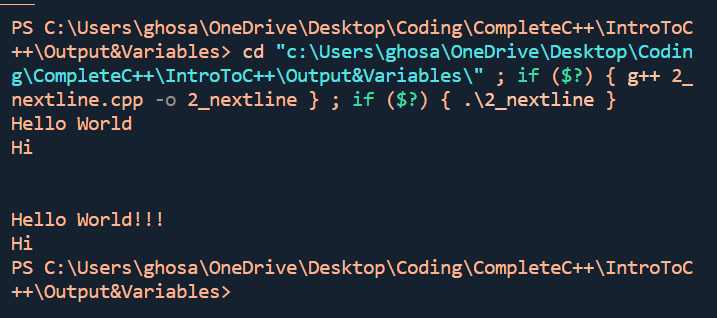 PS C:\Users\ghosa\OneDrive\Desktop\Coding\CompleteC++\IntroToC
++\Output&Variables> cd "c:\Users\ghosa\OneDrive\Desktop\Codin
g\CompleteC++\IntroToC++\Output&Variables\" ; if ($?) { g++ 2_
nextline.cpp -o 2_nextline } ; if ($?) { .\2_nextline }
Hello World
Hi
Hello World!!!
Hi
PS C:\Users\ghosa\OneDrive\Desktop\Coding\CompleteC++\IntroToC
++\Output&Variables>